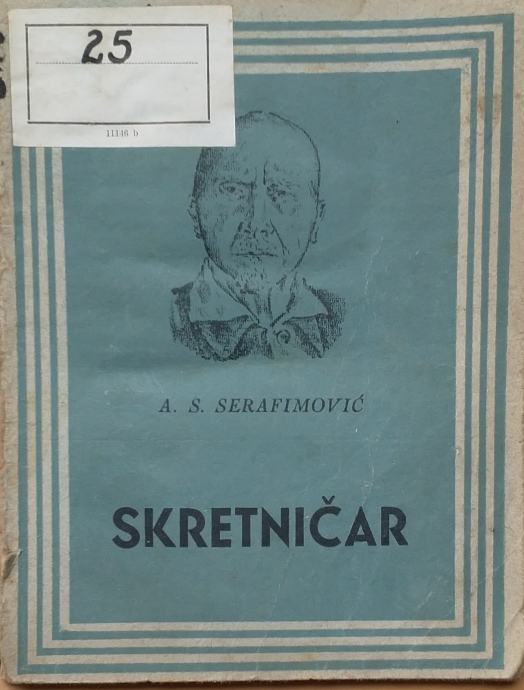 25
11146 b
A. S. SERAFIMOVIĆ
SKRETNIČAR